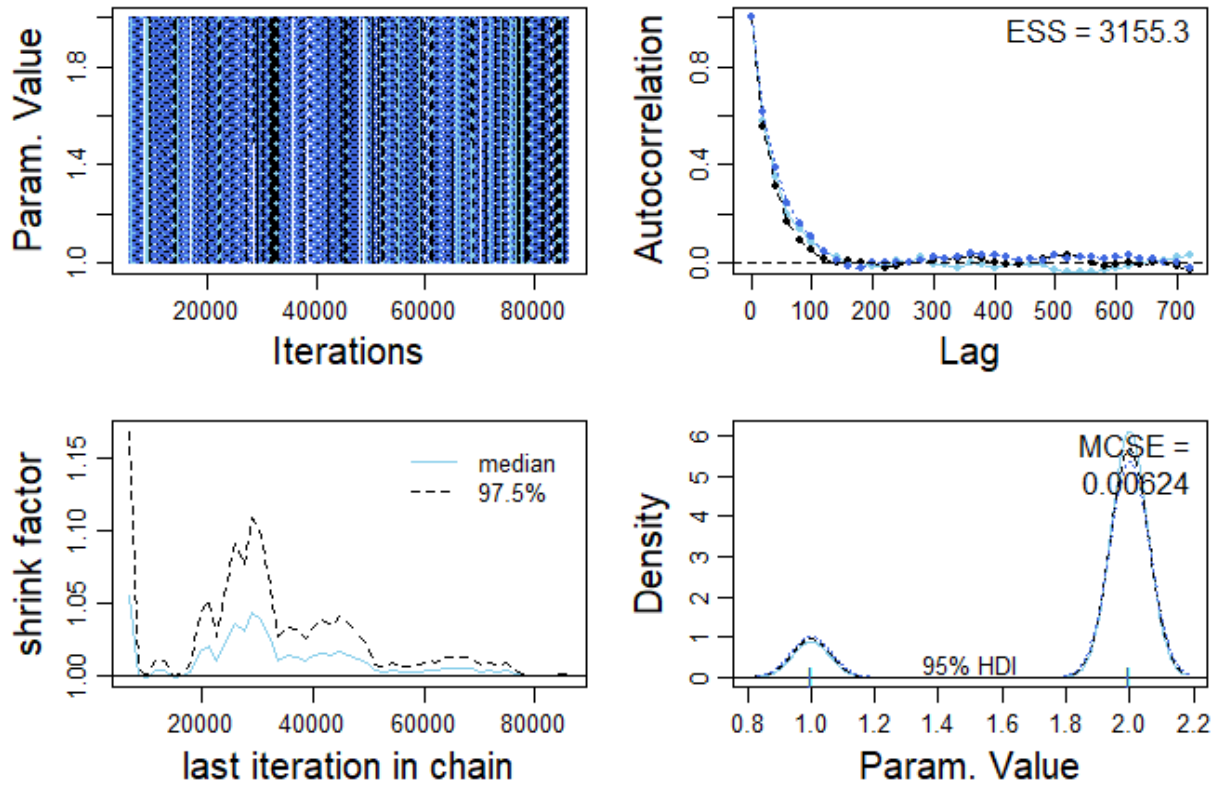 Param. Value
1.0
1.4
1.8
20000 40000 60000 80000
Iterations
Autocorrelation
0.0
0.4
0.8
ESS = 3155.3
0 100 200 300 400 500 600 700
Lag
shrink factor
1.00
1.05
1.10
1.15
median
97.5%
20000 40000 60000 80000
last iteration in chain
Density
0
1
2
3
4
5
6
MCSE =
0.00624
95% HDI
0.8 1.0 1.2 1.4 1.6 1.8 2.0 2.2
Param. Value